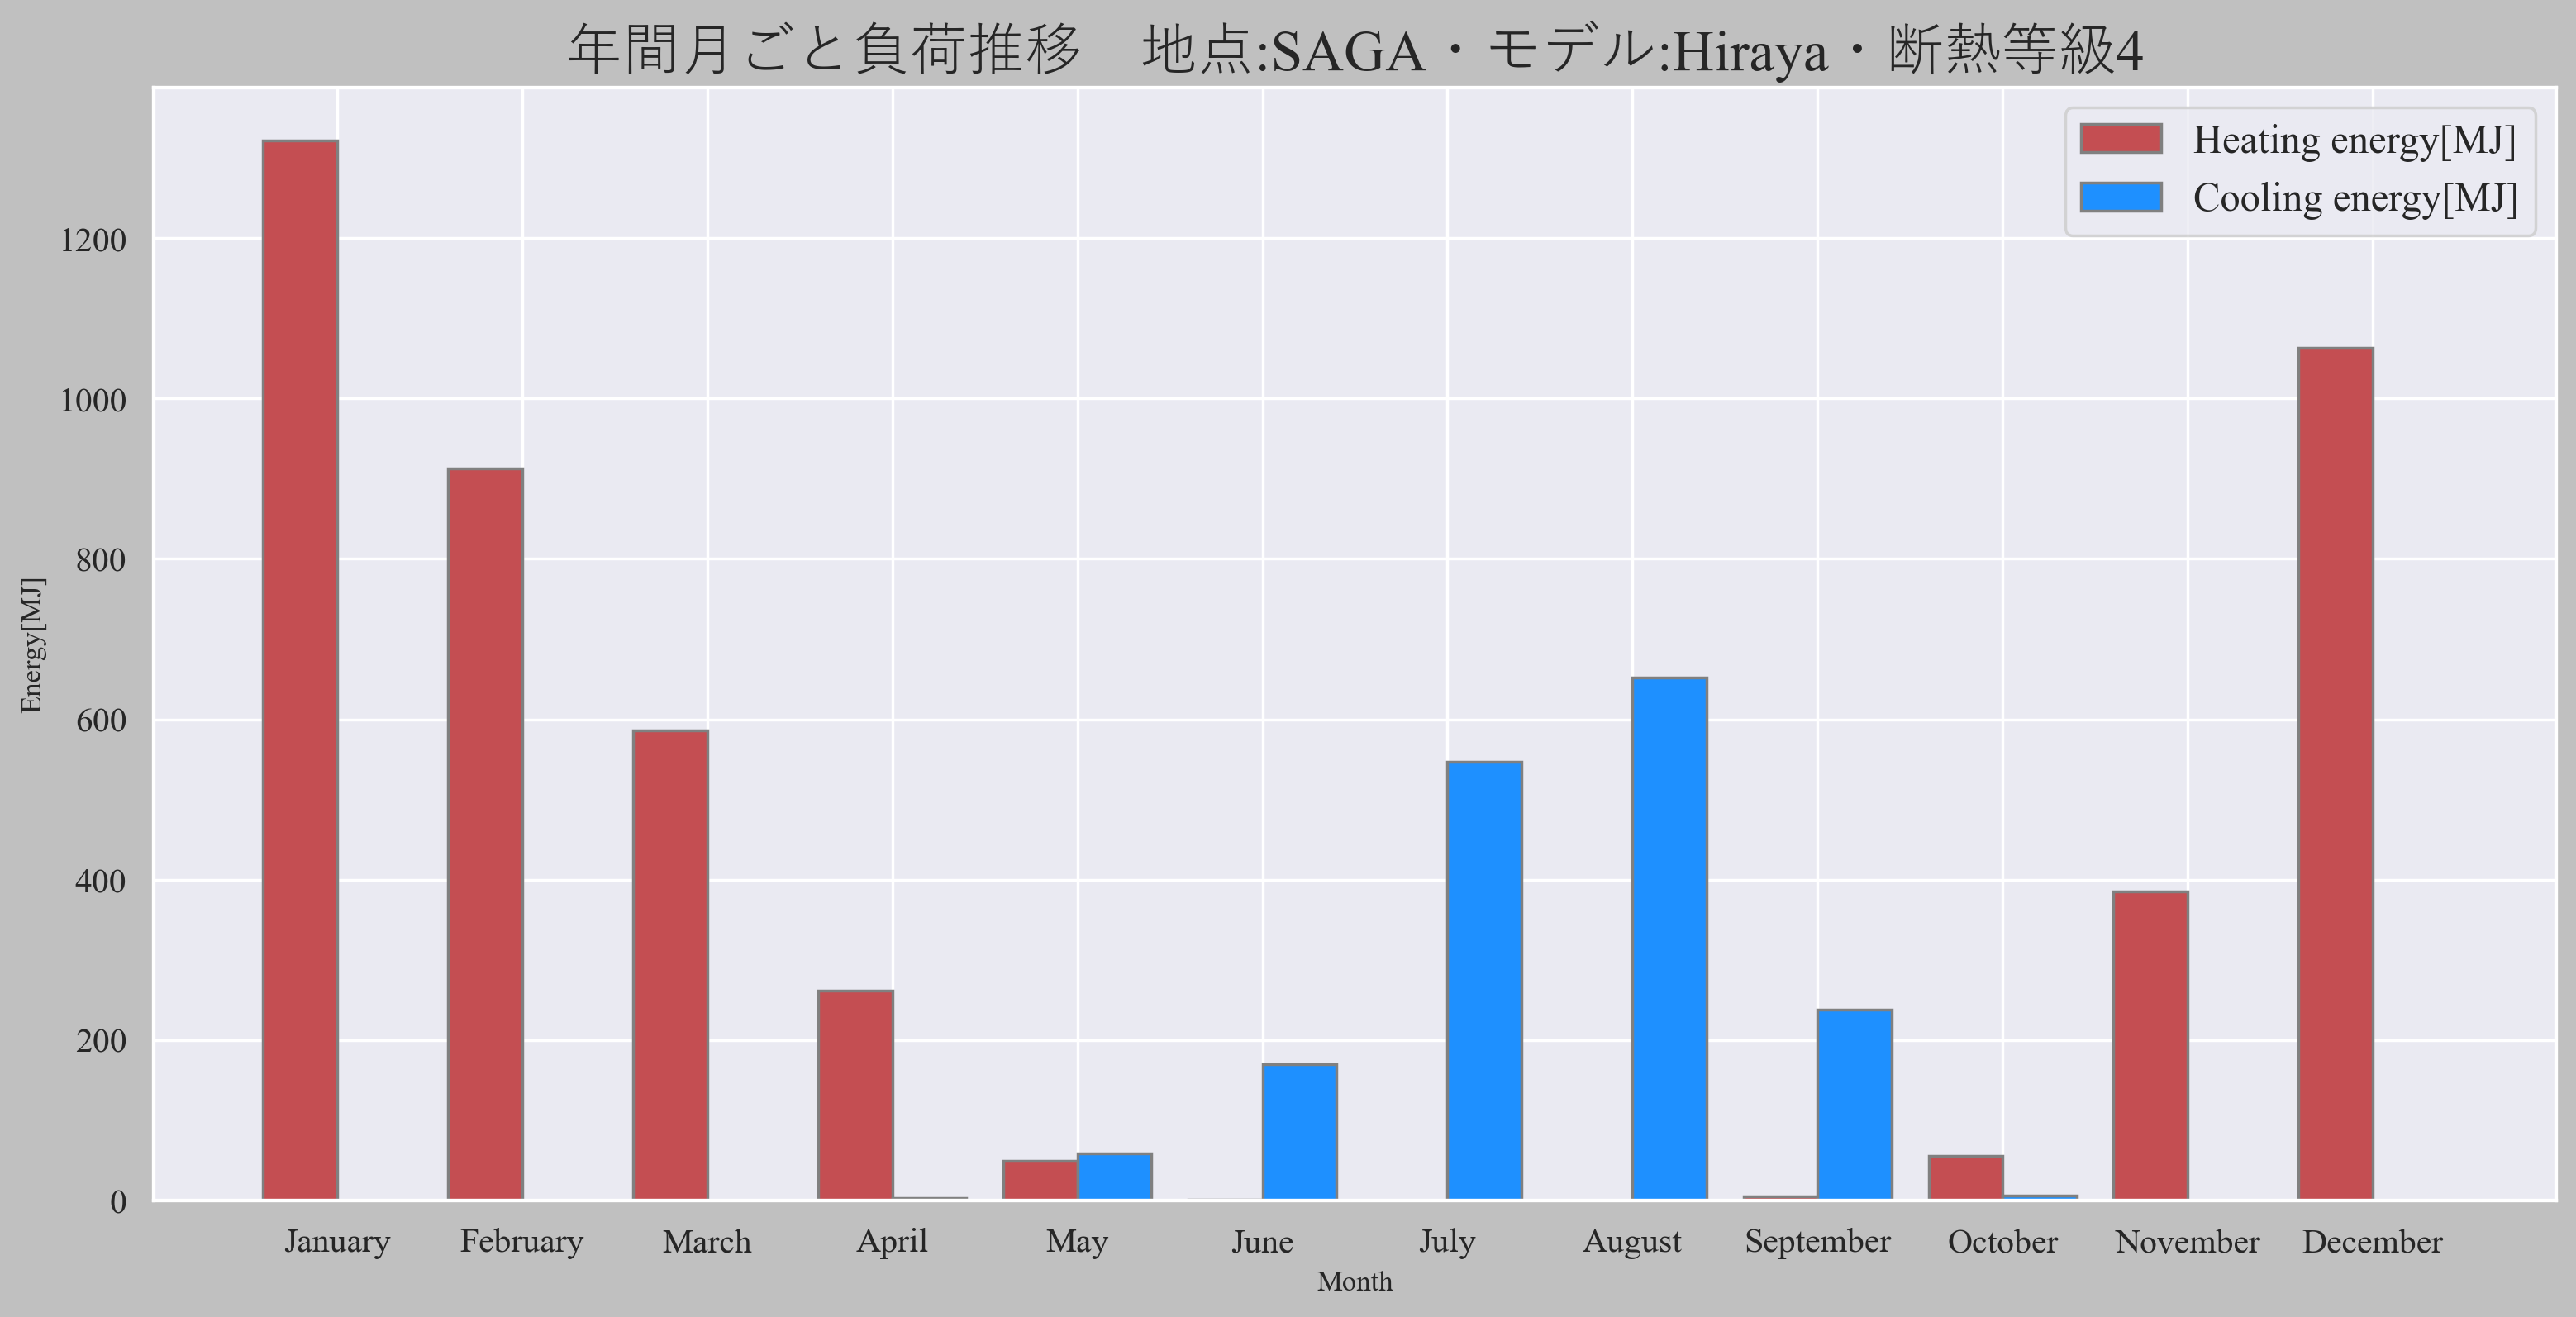 年間月ごと負荷推移　地点:SAGA・モデル:Hiraya・断熱等級4
Heating energy[MJ]
Cooling energy[MJ]
Energy[MJ]
1200
1000
800
600
400
200
0
January February March April May June July August September October November December
Month